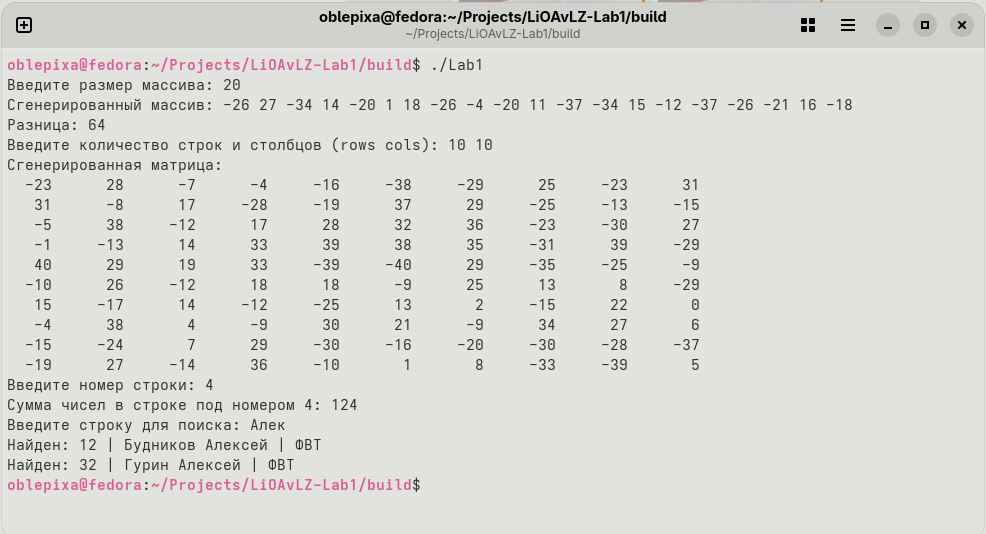 oblepixa@fedora:~/Projects/LiOAvLZ-Lab1/build
~/Projects/LiOAvLZ-Lab1/build
oblepixa@fedora:~/Projects/LiOAvLZ-Lab1/build$ ./Lab1
Введите размер массива: 20
Сгенерированный массив: -26 27 -34 14 -20 1 18 -26 -4 -20 11 -37 -34 15 -12 -37 -26 -21 16 -18
Разница: 64
Введите количество строк и столбцов (rows cols): 10 10
Сгенерированная матрица:
-23 28 -7 -4 -16 -38 -29 25 -23 31
31 -8 17 -28 -19 37 29 -25 -13 -15
-5 38 -12 17 28 32 36 -23 -30 27
-1 -13 14 33 39 38 35 -31 39 -29
40 29 19 33 -39 -40 29 -35 -25 -9
-10 26 -12 18 18 -9 25 13 8 -29
15 -17 14 -12 -25 13 2 -15 22 0
-4 38 4 -9 30 21 -9 34 27 6
-15 -24 7 29 -30 -16 -20 -30 -28 -37
-19 27 -14 36 -10 1 8 -33 -39 5
Введите номер строки: 4
Сумма чисел в строке под номером 4: 124
Введите строку для поиска: Алек
Найден: 12 | Будников Алексей | ФВТ
Найден: 32 | Гурин Алексей | ФВТ
oblepixa@fedora:~/Projects/LiOAvLZ-Lab1/build$